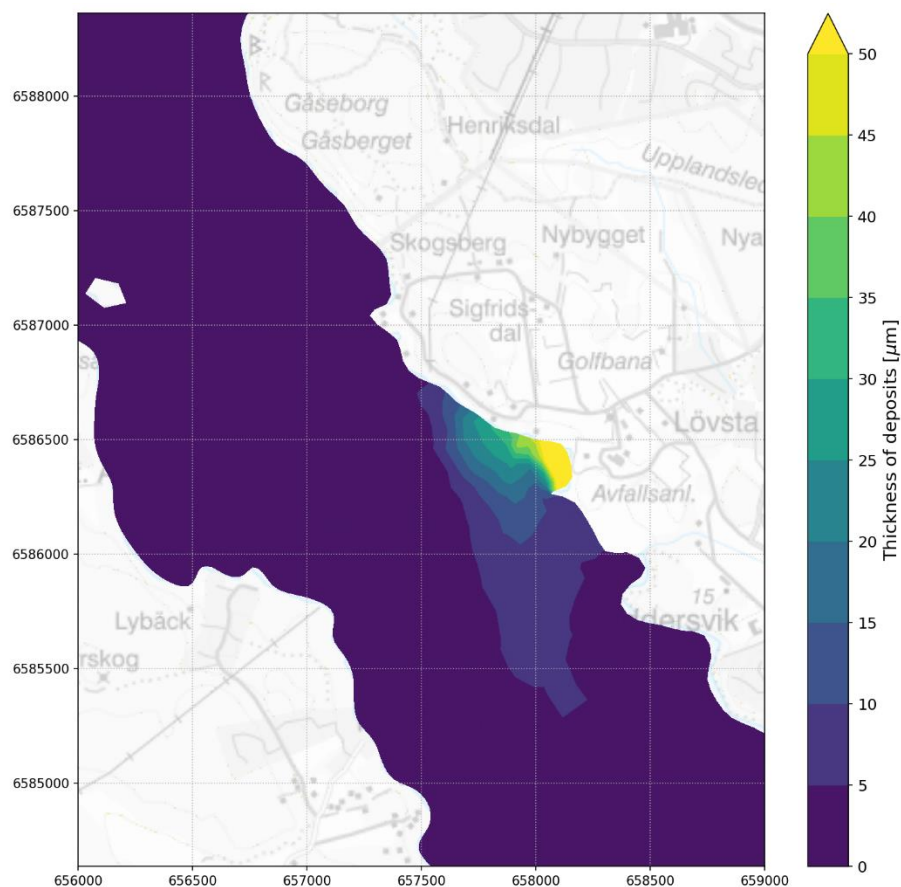 6588000
6587500
6587000
6586500
6586000
6585500
6585000
656000 656500 657000 657500 658000 658500 659000
R
R
Gåseborg
Gåsberget
Henriksdal
Upplandsled
Skogsberg
Nybygget
Nya
Sigfrids-
dal
Golfbana
Lövsta
Avfallsanl.
Lybäck
rskog
15
ldersvik
50
45
40
35
30
25
20
15
10
5
0
Thickness of deposits [μm]